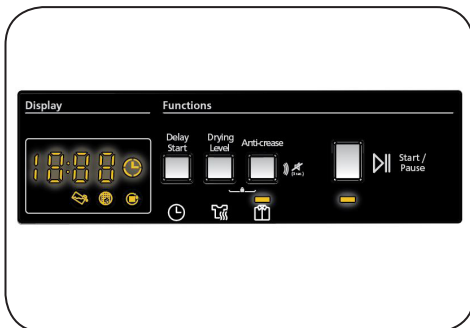 Display
Functions
Delay
Start
Drying
Level
Anti-crease
18:88
Start /
Pause